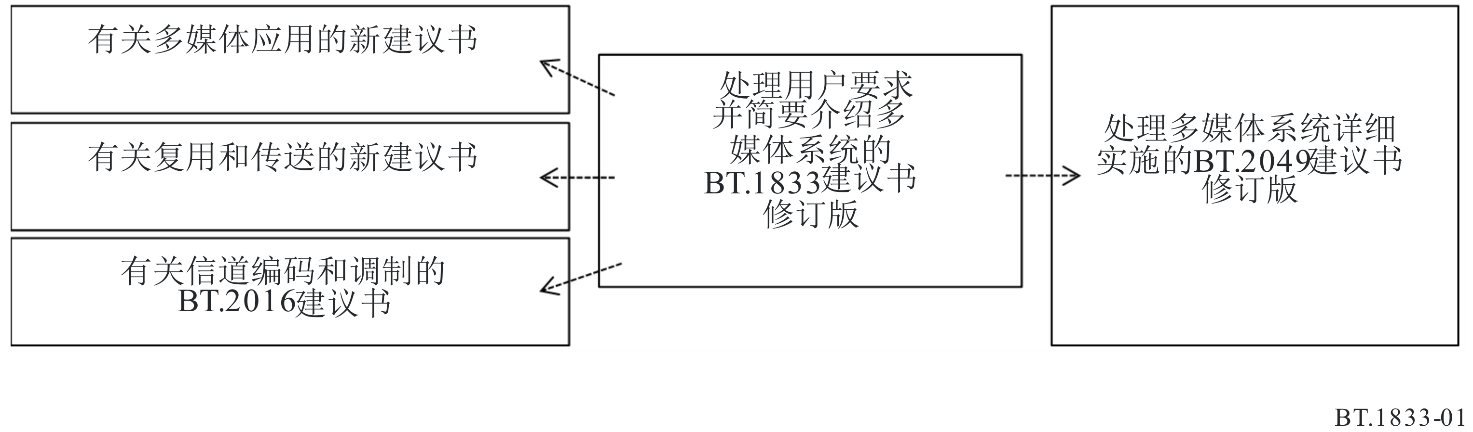 有关多媒体应用的新建议书
有关复用和传送的新建议书
有关信道编码和调制的
BT.2016建议书
处理用户要求
并简要介绍多
媒体系统的
BT.1833建议书
修订版
处理多媒体系统详细
实施的BT.2049建议书
修订版
BT.1833-01